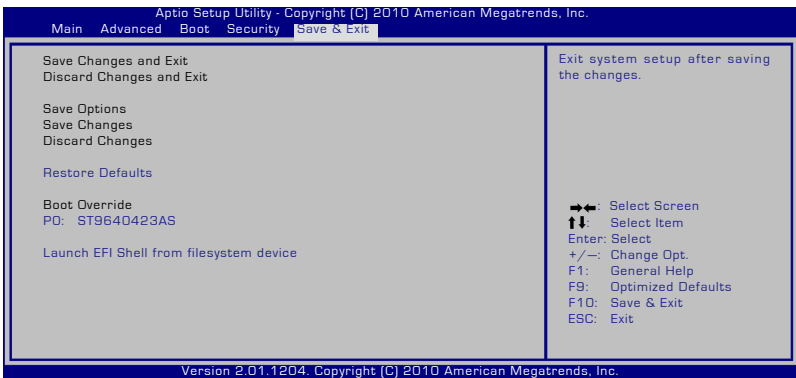 Aptio Setup Utility - Copyright (C) 2010 American Megatrends, Inc.
Main Advanced Boot Security Save & Exit
Save Changes and Exit
Discard Changes and Exit
Save Options
Save Changes
Discard Changes
Restore Defaults
Boot Override
P0: ST9640423AS
Launch EFI Shell from filesystem device
Exit system setup after saving
the changes.
→←: Select Screen
↑↓: Select Item
Enter: Select
+/—: Change Opt.
F1: General Help
F9: Optimized Defaults
F10: Save & Exit
ESC: Exit
Version 2.01.1204. Copyright (C) 2010 American Megatrends, Inc.